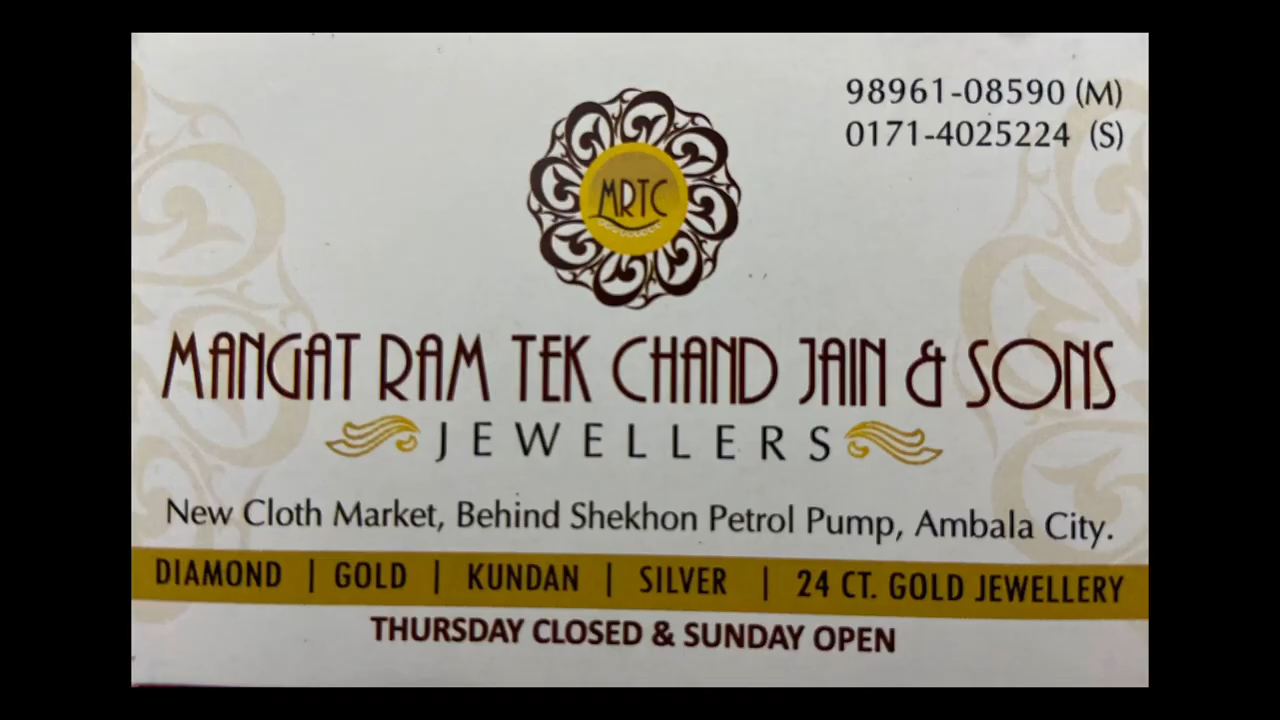 98961-08590 (M)
0171-4025224 (S)
MRTC
MANGAT RAM TEK CHAND JAIN & SONS
JEWELLERS
New Cloth Market, Behind Shekhon Petrol Pump, Ambala City.
DIAMOND | GOLD | KUNDAN | SILVER | 24 CT. GOLD JEWELLERY
THURSDAY CLOSED & SUNDAY OPEN